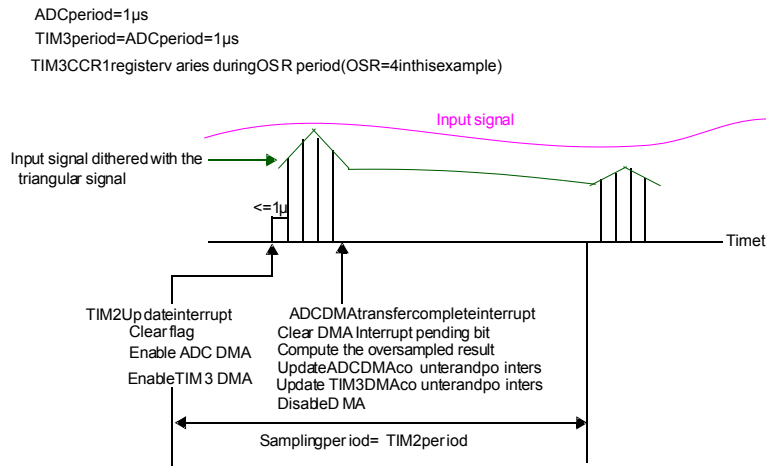 ADCperiod=1µs
TIM3period=ADCperiod=1µs
TIM3CCR1registerv aries duringOS R period(OSR=4inthisexample)
Input signal
Input signal dithered with the
triangular signal
<=1µ
Timet
TIM2Up dateinterrupt
Clear flag
Enable ADC DMA
EnableTIM 3 DMA
ADCDMAtransfercompleteinterrupt
Clear DMA Interrupt pending bit
Compute the oversampled result
UpdateADCDMAco unterandpo inters
Update TIM3DMAco unterandpo inters
DisableD MA
Samplingper iod= TIM2period